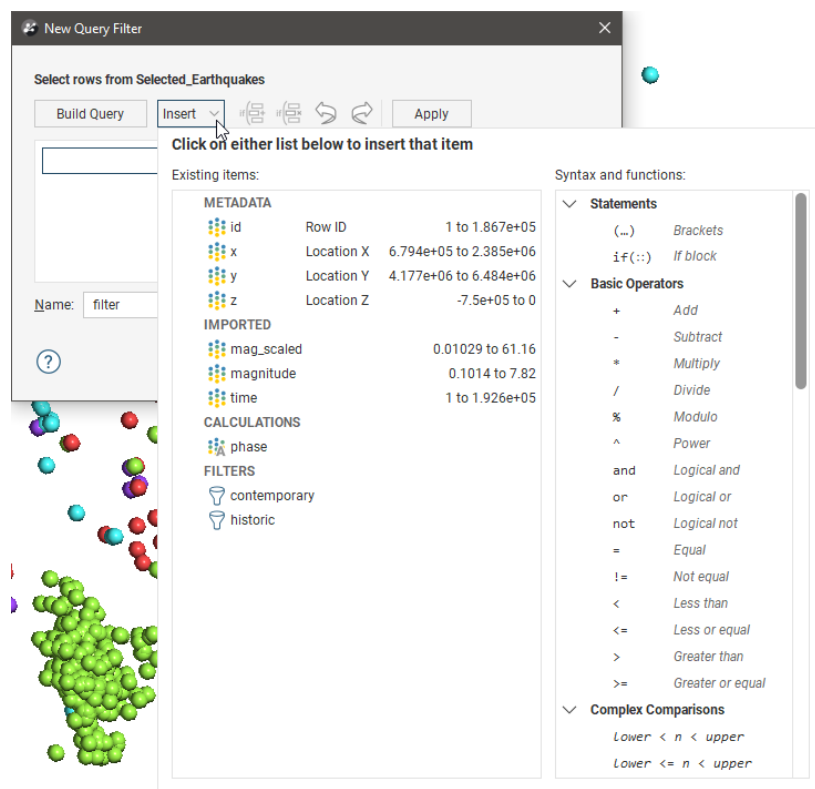 New Query Filter
Select rows from Selected_Earthquakes
Build Query Insert Apply
Click on either list below to insert that item
Existing items:
METADATA
id Row ID 1 to 1.867e+05
x Location X 6.794e+05 to 2.385e+06
y Location Y 4.177e+06 to 6.484e+06
z Location Z -7.5e+05 to 0
IMPORTED
mag_scaled 0.01029 to 61.16
magnitude 0.1014 to 7.82
time 1 to 1.926e+05
CALCULATIONS
phase
FILTERS
contemporary
historic
Syntax and functions:
Statements
(…) Brackets
if(::) If block
Basic Operators
+ Add
- Subtract
* Multiply
/ Divide
% Modulo
^ Power
and Logical and
or Logical or
not Logical not
= Equal
!= Not equal
< Less than
<= Less or equal
> Greater than
>= Greater or equal
Complex Comparisons
lower < n < upper
lower <= n < upper
Name: filter
?